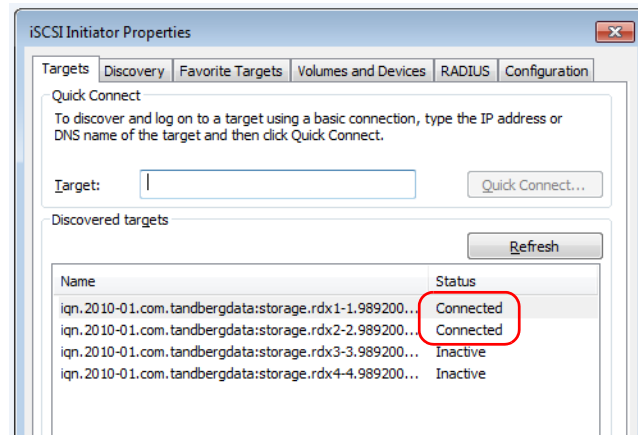 iSCSI Initiator Properties
Targets Discovery Favorite Targets Volumes and Devices RADIUS Configuration
Quick Connect
To discover and log on to a target using a basic connection, type the IP address or
DNS name of the target and then click Quick Connect.
Target:
Quick Connect...
Discovered targets
Refresh
Name Status
iqn.2010-01.com.tandbergdata:storage.rdx1-1.989200... Connected
iqn.2010-01.com.tandbergdata:storage.rdx2-2.989200... Connected
iqn.2010-01.com.tandbergdata:storage.rdx3-3.989200... Inactive
iqn.2010-01.com.tandbergdata:storage.rdx4-4.989200... Inactive